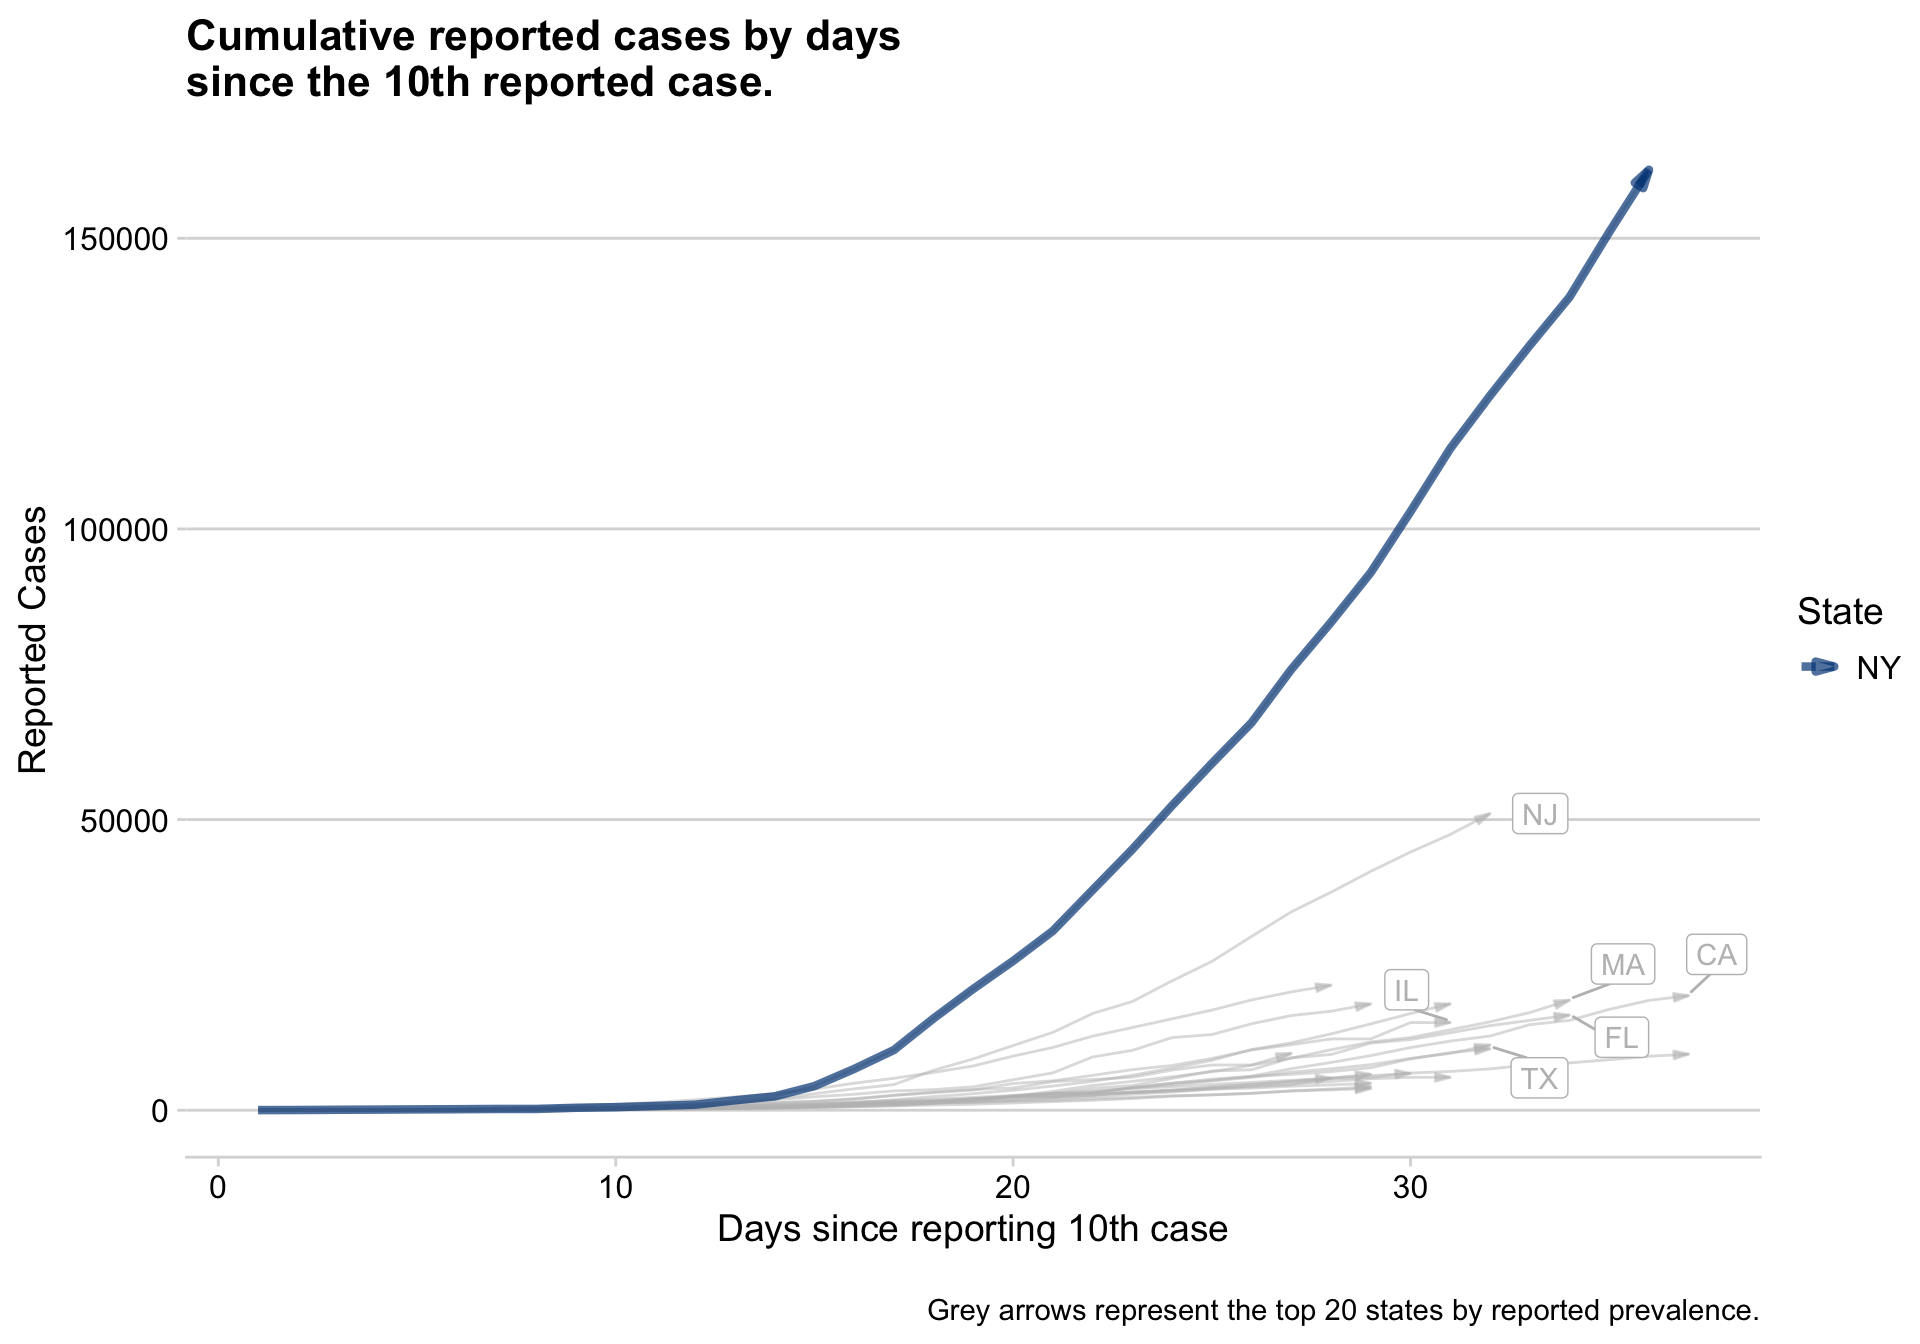 Cumulative reported cases by days
since the 10th reported case.
150000
100000
50000
0
Reported Cases
NJ
CA
MA
IL
FL
TX
State
NY
0
10
20
30
Days since reporting 10th case
Grey arrows represent the top 20 states by reported prevalence.